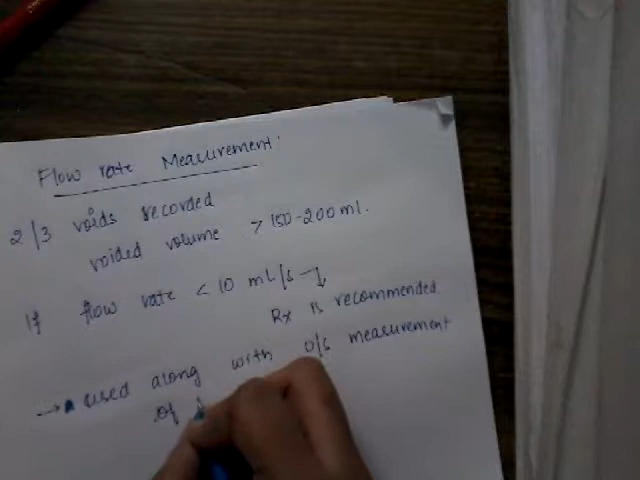 Flow rate Measurement
2/3 voids recorded
voided volume > 150-200 ml.
If flow rate < 10 mL/s →
Rx is recommended
→ used along with o/s measurement
of